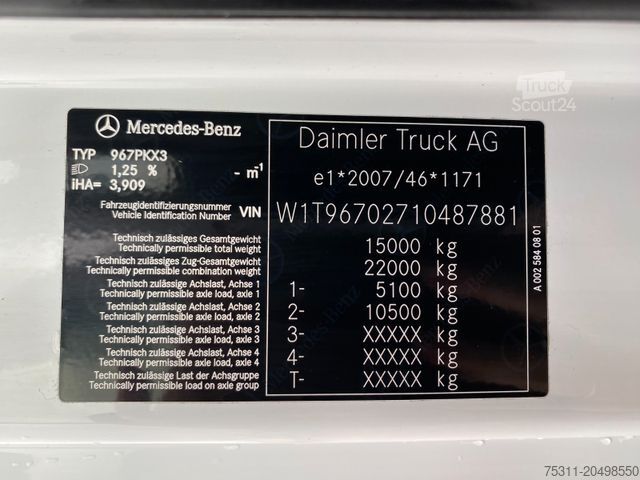 Truck
Scout24
Mercedes-Benz
Daimler Truck AG
TYP 967PKX3
1,25 % - m-1
iHA= 3,909
e1*2007/46*1171
Fahrzeugidentifizierungsnummer
Vehicle Identification Number VIN W1T96702710487881
Technisch zulässiges Gesamtgewicht
Technically permissible total weight 15000 kg
Technisch zulässiges Zug-Gesamtgewicht
Technically permissible combination weight 22000 kg
Technisch zulässige Achslast, Achse 1
Technically permissible axle load, axle 1 1- 5100 kg
Technisch zulässige Achslast, Achse 2
Technically permissible axle load, axle 2 2- 10500 kg
Technisch zulässige Achslast, Achse 3
Technically permissible axle load, axle 3 3- XXXXX kg
Technisch zulässige Achslast, Achse 4
Technically permissible axle load, axle 4 4- XXXXX kg
Technisch zulässige Last der Achsgruppe
Technically permissible load on axle group T- XXXXX kg
A 002 584 08 01
75311-20498550